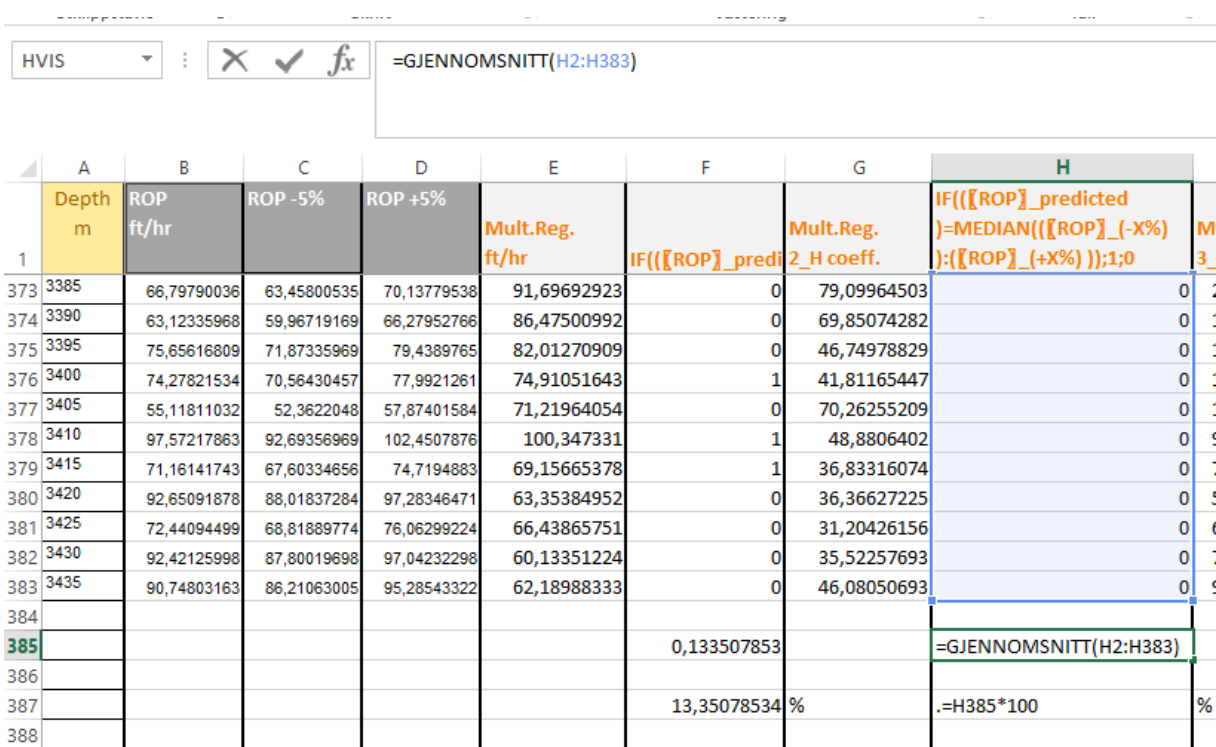 HVIS =GJENNOMSNITT(H2:H383)
A B C D E F G H
Depth ROP ROP -5% ROP +5% IF((〖ROP〗_predicted
m ft/hr Mult.Reg. Mult.Reg. )=MEDIAN((〖ROP〗_(-X%)
1 ft/hr IF((〖ROP〗_predi 2_H coeff. ):(〖ROP〗_(+X%) ));1;0 3_
373 3385 66,79790036 63,45800535 70,13779538 91,69692923 0 79,09964503 0
374 3390 63,12335968 59,96719169 66,27952766 86,47500992 0 69,85074282 0
375 3395 75,65616809 71,87335969 79,4389765 82,01270909 0 46,74978829 0
376 3400 74,27821534 70,56430457 77,9921261 74,91051643 1 41,81165447 0
377 3405 55,11811032 52,3622048 57,87401584 71,21964054 0 70,26255209 0
378 3410 97,57217863 92,69356969 102,4507876 100,347331 1 48,8806402 0
379 3415 71,16141743 67,60334656 74,7194883 69,15665378 1 36,83316074 0
380 3420 92,65091878 88,01837284 97,28346471 63,35384952 0 36,36627225 0
381 3425 72,44094499 68,81889774 76,06299224 66,43865751 0 31,20426156 0
382 3430 92,42125998 87,80019698 97,04232298 60,13351224 0 35,52257693 0
383 3435 90,74803163 86,21063005 95,28543322 62,18988333 0 46,08050693 0
384
385 0,133507853 =GJENNOMSNITT(H2:H383)
386
387 13,35078534 % .=H385*100 %
388